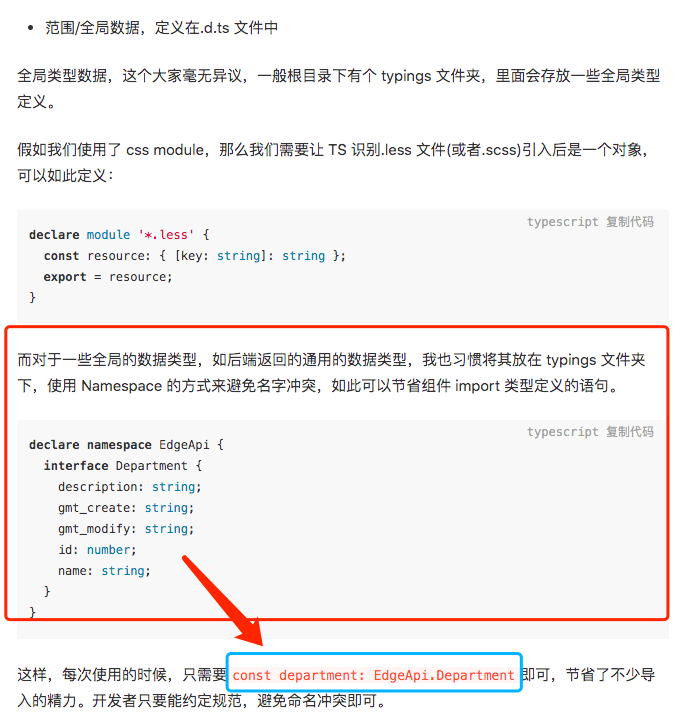 范围/全局数据，定义在.d.ts 文件中
全局类型数据，这个大家毫无异议，一般根目录下有个 typings 文件夹，里面会存放一些全局类型
定义。
假如我们使用了 css module，那么我们需要让 TS 识别.less 文件(或者.scss)引入后是一个对象，
可以如此定义：
typescript 复制代码
declare module '*.less' {
  const resource: { [key: string]: string };
  export = resource;
}
而对于一些全局的数据类型，如后端返回的通用的数据类型，我也习惯将其放在 typings 文件夹
下，使用 Namespace 的方式来避免名字冲突，如此可以节省组件 import 类型定义的语句。
typescript 复制代码
declare namespace EdgeApi {
  interface Department {
    description: string;
    gmt_create: string;
    gmt_modify: string;
    id: number;
    name: string;
  }
}
这样，每次使用的时候，只需要 const department: EdgeApi.Department 即可，节省了不少导
入的精力。开发者只要能约定规范，避免命名冲突即可。